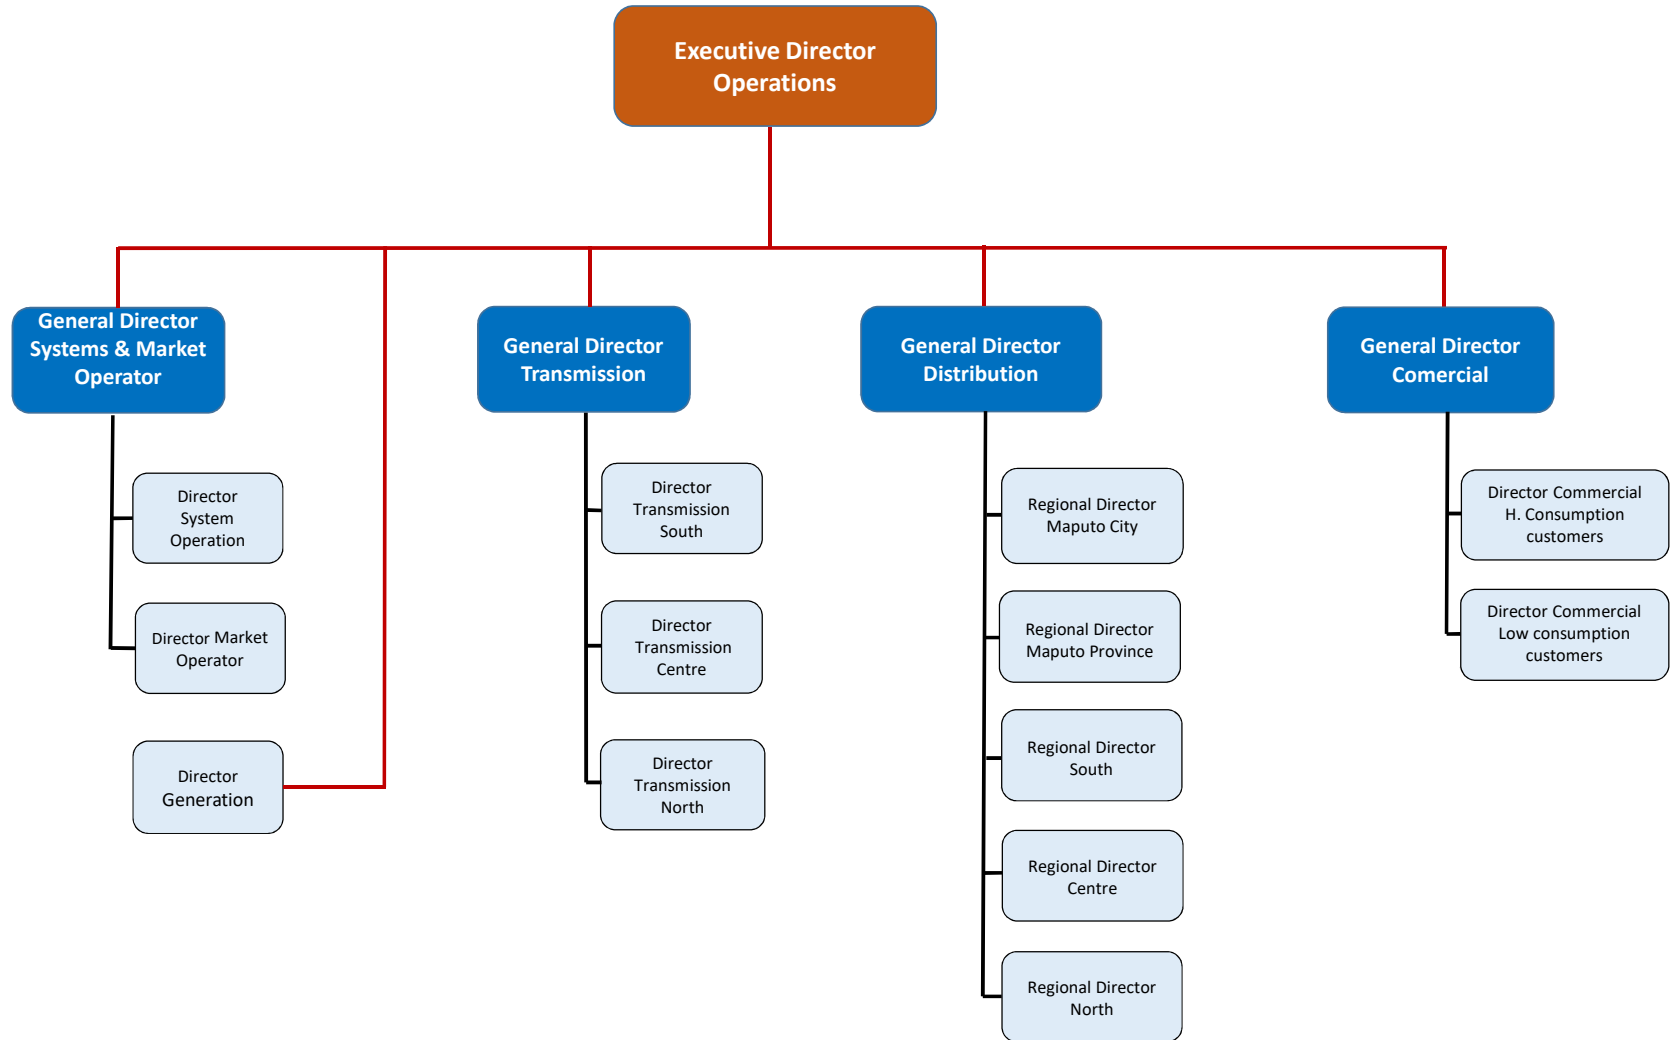 Executive Director
Operations
General Director
Systems & Market
Operator
General Director
Transmission
General Director
Distribution
General Director
Comercial
Director
System
Operation
Director Market
Operator
Director
Generation
Director
Transmission
South
Director
Transmission
Centre
Director
Transmission
North
Regional Director
Maputo City
Regional Director
Maputo Province
Regional Director
South
Regional Director
Centre
Regional Director
North
Director Commercial
H. Consumption
customers
Director Commercial
Low consumption
customers